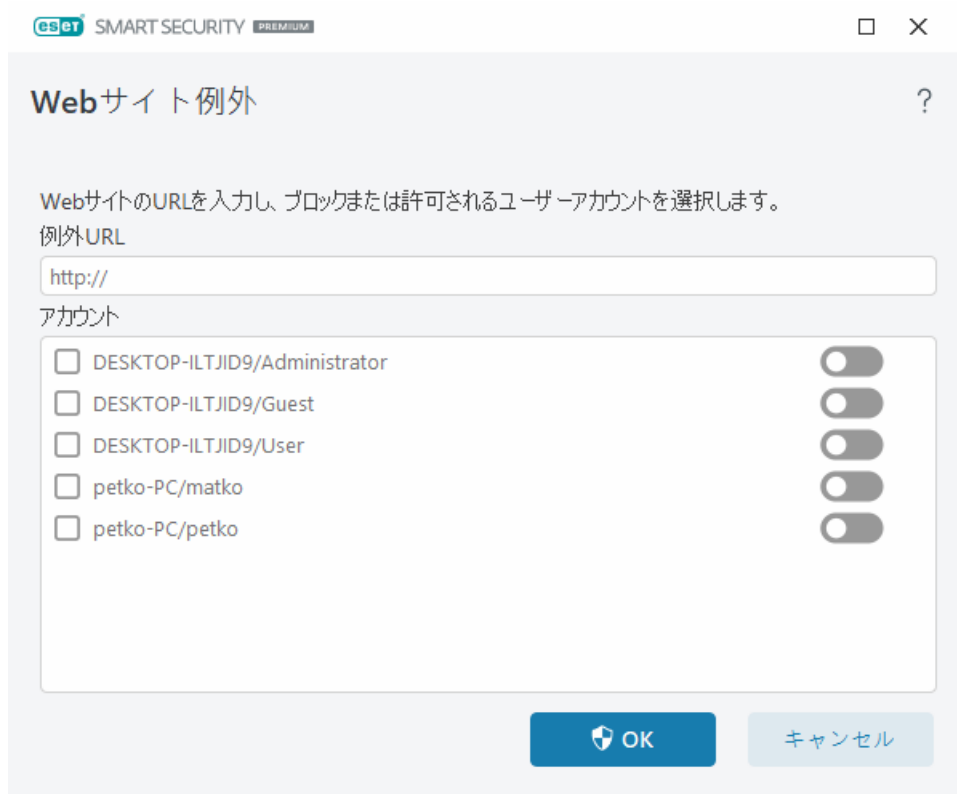 eset SMART SECURITY PREMIUM
Webサイト例外
?
WebサイトのURLを入力し、ブロックまたは許可されるユーザーアカウントを選択します。
例外URL
http://
アカウント
DESKTOP-ILTJID9/Administrator
DESKTOP-ILTJID9/Guest
DESKTOP-ILTJID9/User
petko-PC/matko
petko-PC/petko
OK
キャンセル